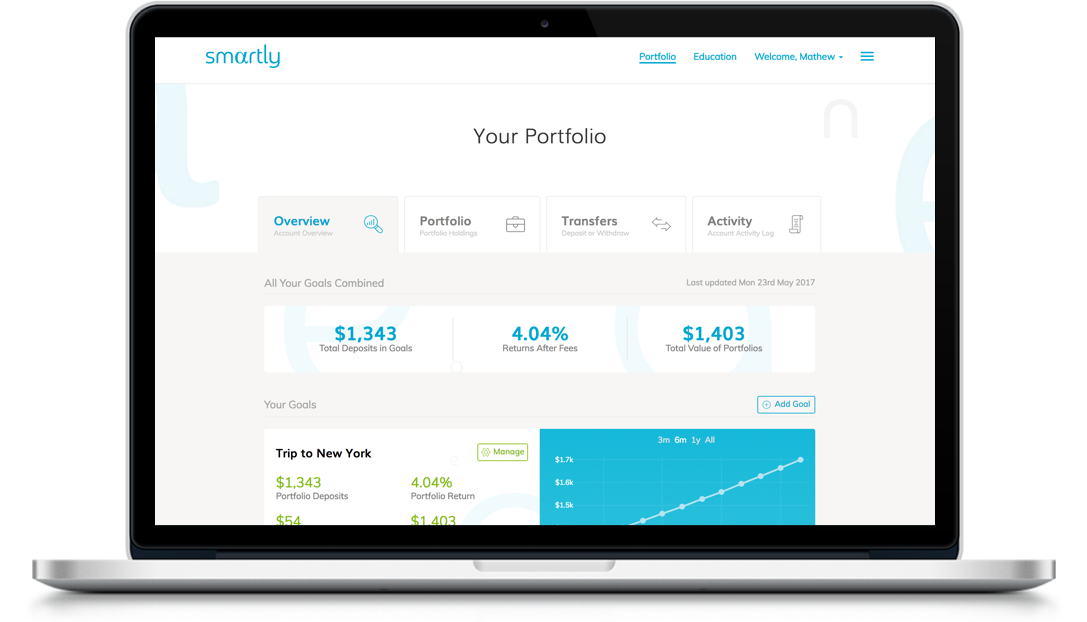 smartly
Portfolio Education Welcome, Mathew
Your Portfolio
Overview
Account Overview
Portfolio
Portfolio Holdings
Transfers
Deposit or Withdraw
Activity
Account Activity Log
All Your Goals Combined
Last updated Mon 23rd May 2017
$1,343
Total Deposits in Goals
4.04%
Returns After Fees
$1,403
Total Value of Portfolios
Your Goals
Add Goal
Trip to New York
Manage
$1,343
Portfolio Deposits
4.04%
Portfolio Return
$54
$1,403
3m 6m 1y All
$1.7k
$1.6k
$1.5k